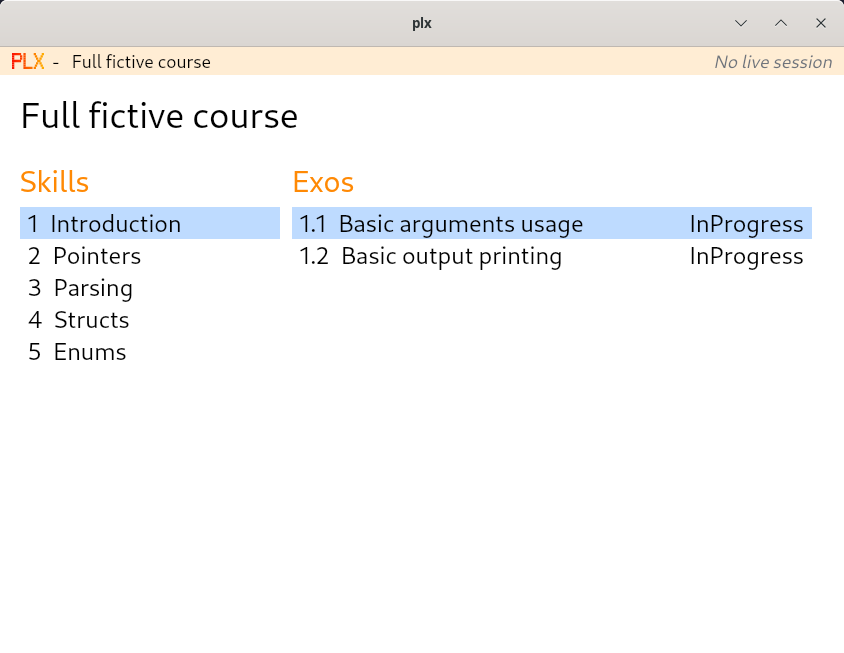 plx
PLX - Full fictive course No live session
Full fictive course
Skills Exos
1 Introduction 1.1 Basic arguments usage InProgress
2 Pointers 1.2 Basic output printing InProgress
3 Parsing
4 Structs
5 Enums